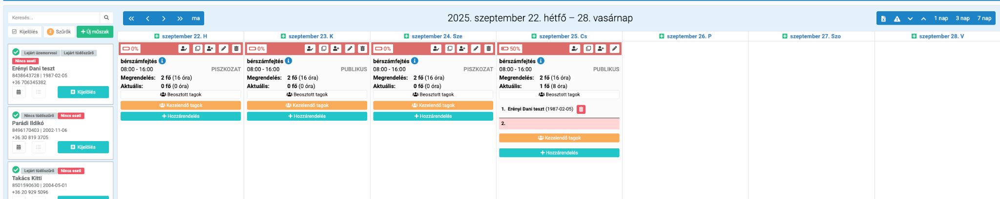 Keresés...
Kijelölés
2 Szűrők
Új műszak
Lejárt üzemorvosi Lejárt tüdőszűrő
Nincs eseti
Erényi Dani teszt
8438643728 | 1987-02-05
+36 706345382
Kijelölés
Nincs tüdőszűrő Nincs eseti
Parádi Ildikó
8496170403 | 2002-11-06
+36 30 819 3705
Kijelölés
Lejárt tüdőszűrő Nincs eseti
Takács Kitti
8501590630 | 2004-05-01
+36 20 929 5096
ma
2025. szeptember 22. hétfő – 28. vasárnap
1 nap 3 nap 7 nap
szeptember 22. H
0%
bérszámfejtés
08:00 - 16:00 PISZKOZAT
Megrendelés: 2 fő (16 óra)
Aktuális: 0 fő (0 óra)
Beosztott tagok
Kezelendő tagok
Hozzárendelés
szeptember 23. K
0%
bérszámfejtés
08:00 - 16:00 PUBLIKUS
Megrendelés: 2 fő (16 óra)
Aktuális: 0 fő (0 óra)
Beosztott tagok
Kezelendő tagok
Hozzárendelés
szeptember 24. Sze
0%
bérszámfejtés
08:00 - 16:00 PISZKOZAT
Megrendelés: 2 fő (16 óra)
Aktuális: 0 fő (0 óra)
Beosztott tagok
Kezelendő tagok
Hozzárendelés
szeptember 25. Cs
50%
bérszámfejtés
08:00 - 16:00 PUBLIKUS
Megrendelés: 2 fő (16 óra)
Aktuális: 1 fő (8 óra)
Beosztott tagok
1. Erényi Dani teszt (1987-02-05)
2.
Kezelendő tagok
Hozzárendelés
szeptember 26. P
szeptember 27. Szo
szeptember 28. V